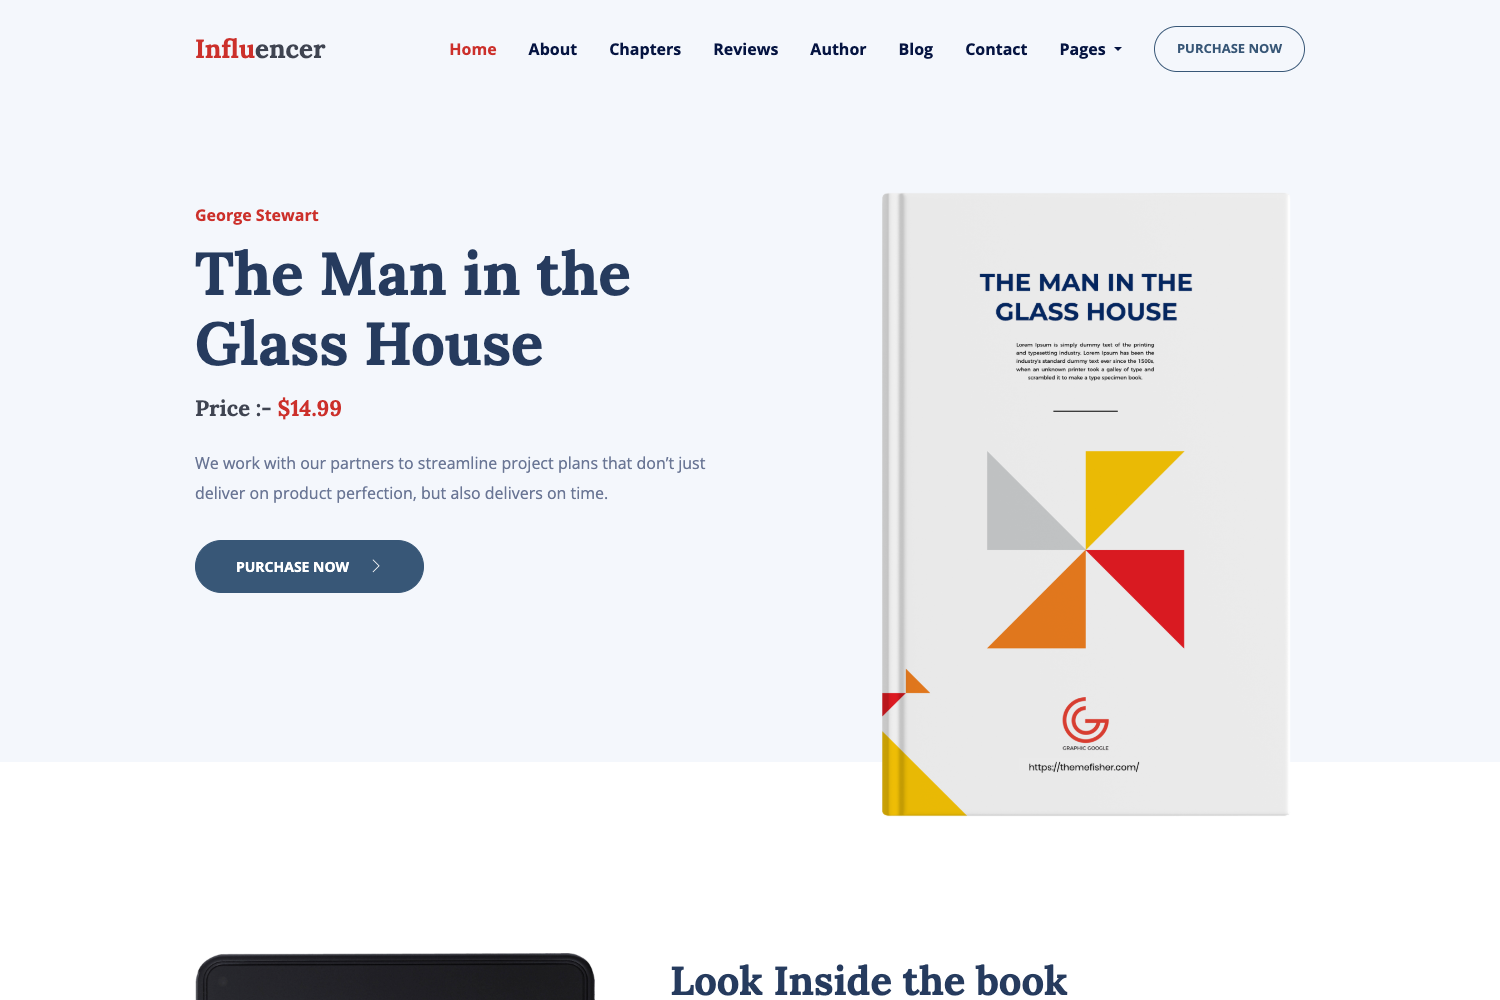 Influencer
Home About Chapters Reviews Author Blog Contact Pages PURCHASE NOW
George Stewart
The Man in the
Glass House
Price :- $14.99
We work with our partners to streamline project plans that don’t just
deliver on product perfection, but also delivers on time.
PURCHASE NOW
THE MAN IN THE
GLASS HOUSE
Lorem Ipsum is simply dummy text of the printing
and typesetting industry. Lorem Ipsum has been the
industry's standard dummy text ever since the 1500s,
when an unknown printer took a galley of type and
scrambled it to make a type specimen book.
GRAPHIC GOOGLE
https://themefisher.com/
Look Inside the book